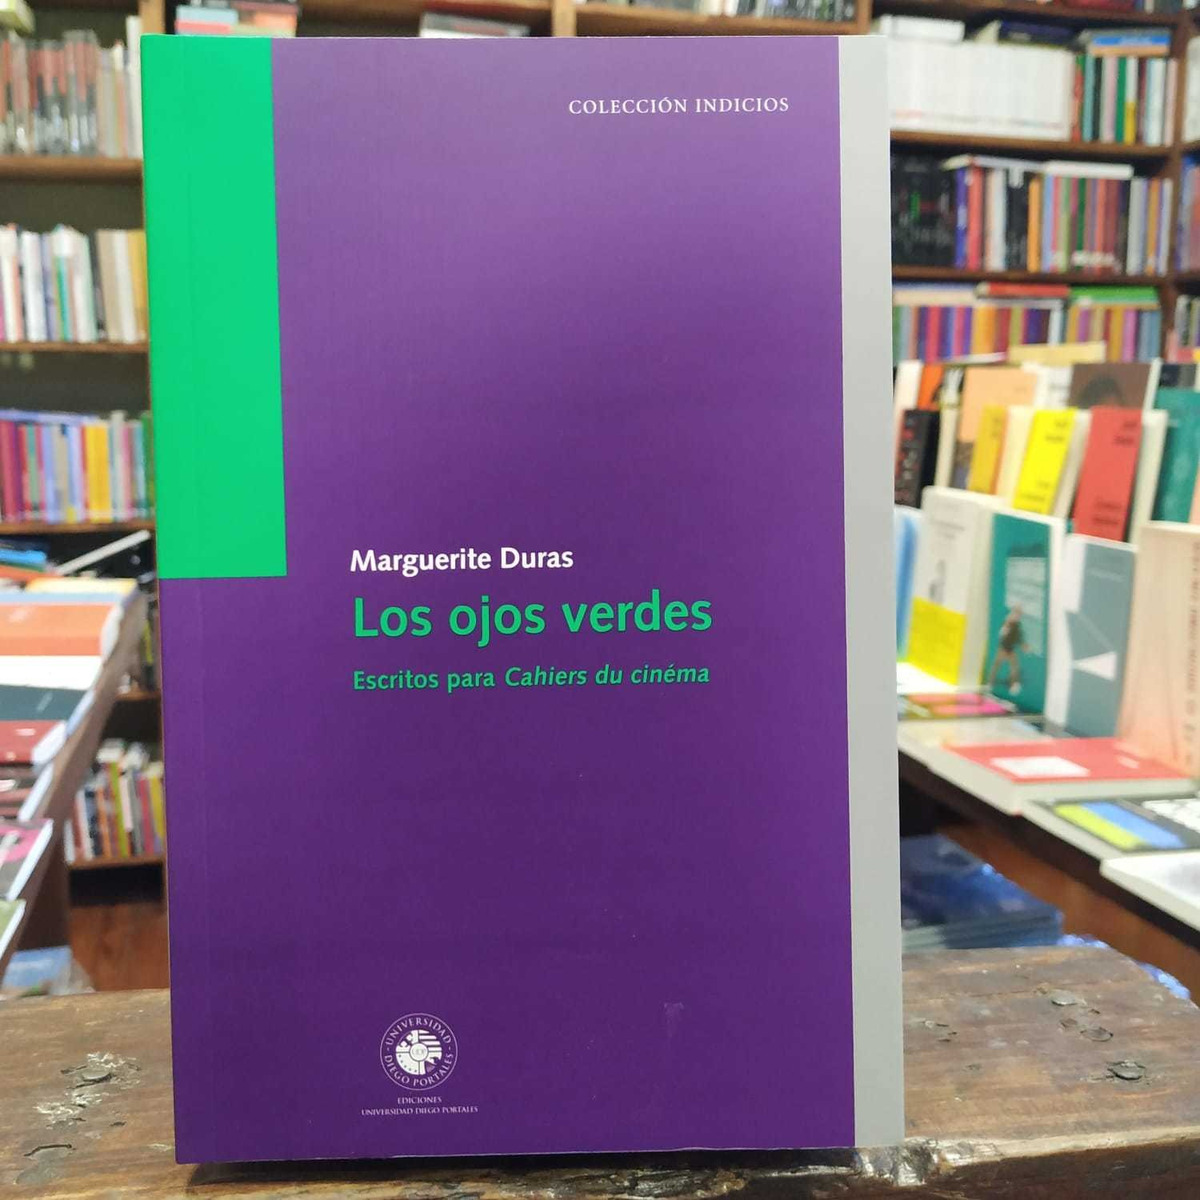 COLECCIÓN INDICIOS
Marguerite Duras
Los ojos verdes
Escritos para Cahiers du cinéma
UNIVERSIDAD
DIEGO PORTALES
EDICIONES
UNIVERSIDAD DIEGO PORTALES